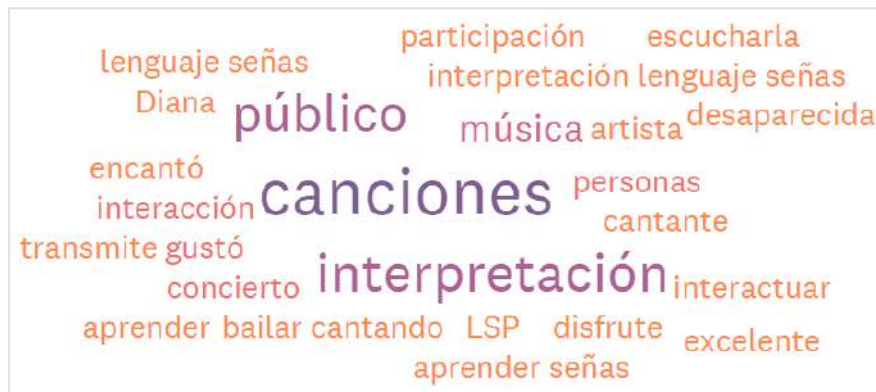 participación escucharla
lenguaje señas
interpretación lenguaje señas
Diana público música artista desaparecida
encantó canciones personas
interacción cantante
transmite gustó
concierto interpretación interactuar
aprender bailar cantando LSP disfrute excelente
aprender señas